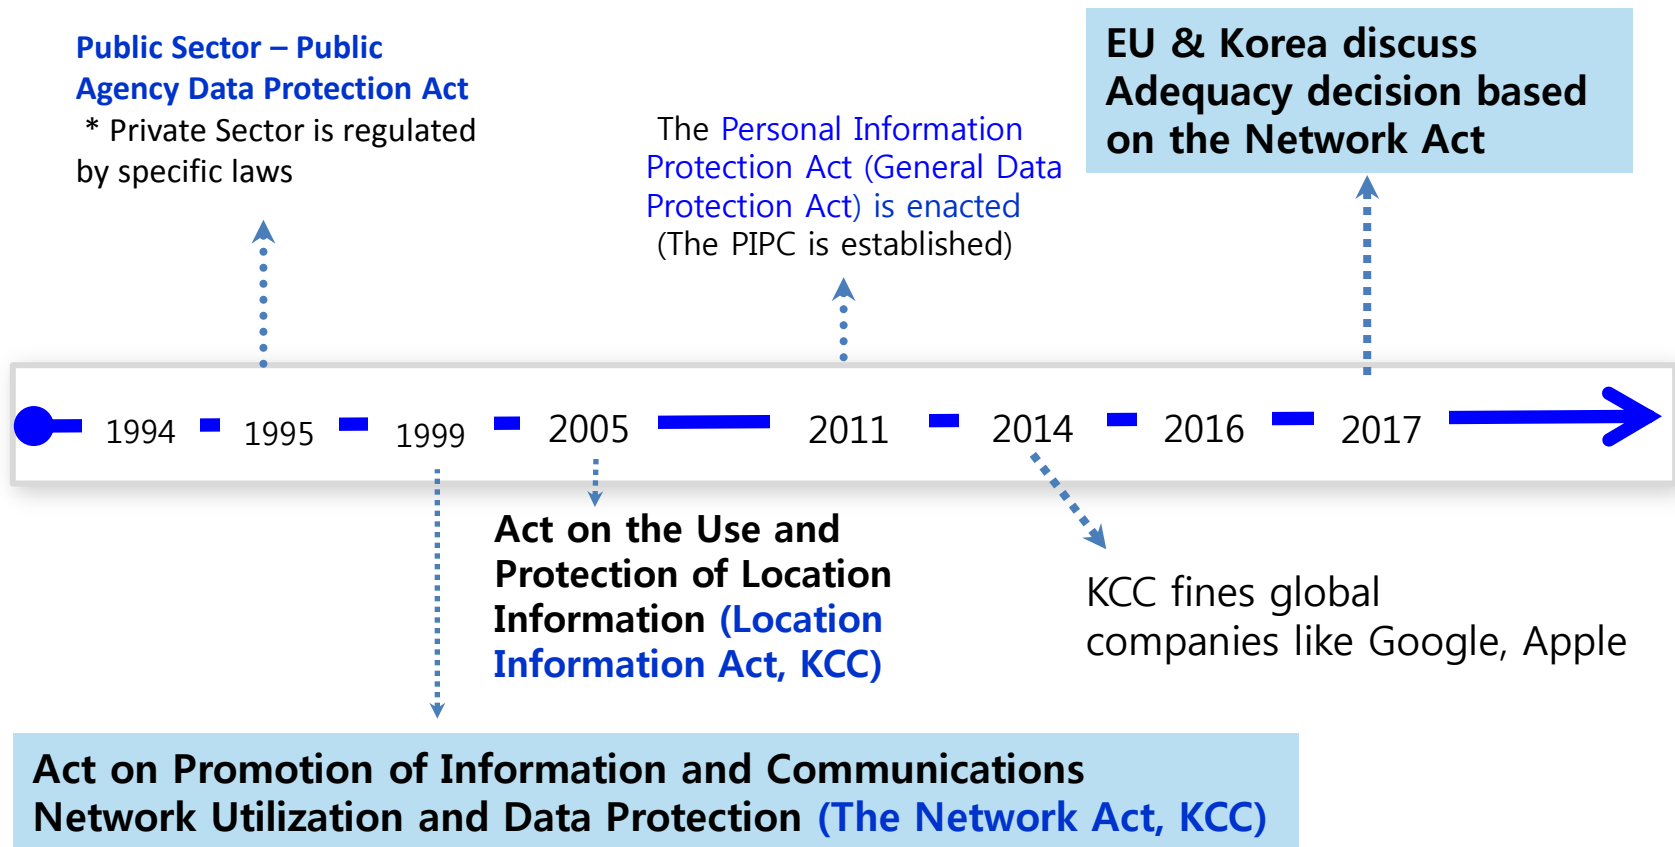 Public Sector – Public
Agency Data Protection Act
* Private Sector is regulated
by specific laws
The Personal Information
Protection Act (General Data
Protection Act) is enacted
(The PIPC is established)
EU & Korea discuss
Adequacy decision based
on the Network Act
1994
1995
1999
2005
2011
2014
2016
2017
Act on the Use and
Protection of Location
Information (Location
Information Act, KCC)
KCC fines global
companies like Google, Apple
Act on Promotion of Information and Communications
Network Utilization and Data Protection (The Network Act, KCC)